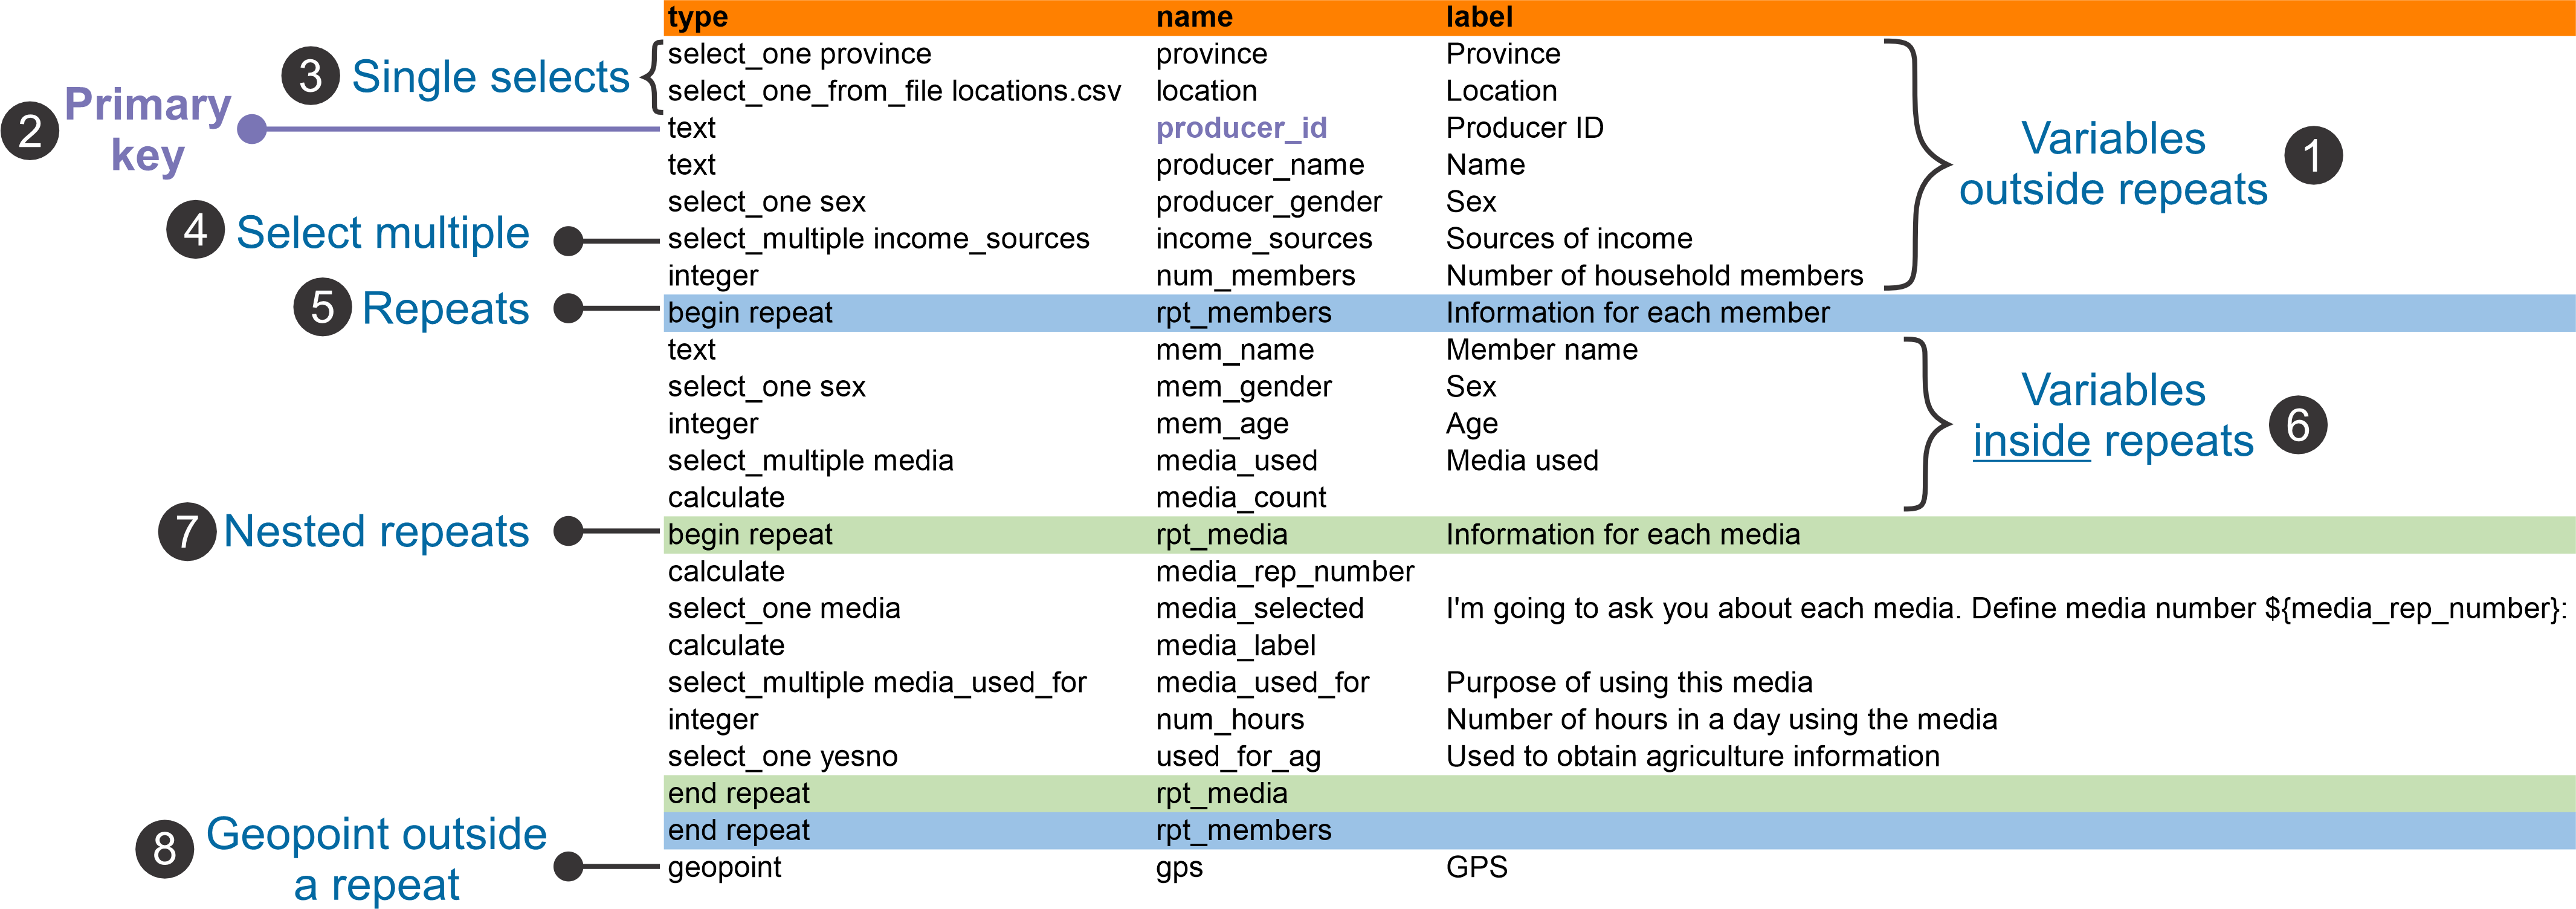 type name label
select_one province province Province
select_one_from_file locations.csv location Location
text producer_id Producer ID
text producer_name Name
select_one sex producer_gender Sex
select_multiple income_sources income_sources Sources of income
integer num_members Number of household members
begin repeat rpt_members Information for each member
text mem_name Member name
select_one sex mem_gender Sex
integer mem_age Age
select_multiple media media_used Media used
calculate media_count
begin repeat rpt_media Information for each media
calculate media_rep_number
select_one media media_selected I'm going to ask you about each media. Define media number ${media_rep_number}:
calculate media_label
select_multiple media_used_for media_used_for Purpose of using this media
integer num_hours Number of hours in a day using the media
select_one yesno used_for_ag Used to obtain agriculture information
end repeat rpt_media
end repeat rpt_members
geopoint gps GPS
1
Variables
outside repeats
2
Primary
key
3 Single selects
4 Select multiple
5 Repeats
6
Variables
inside repeats
7 Nested repeats
8
Geopoint outside
a repeat